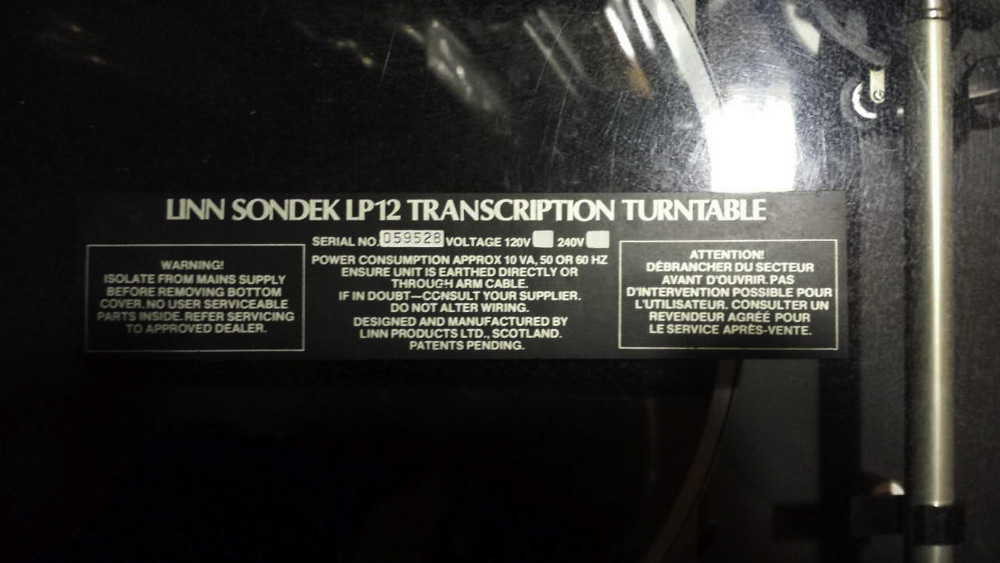 LINN SONDEK LP12 TRANSCRIPTION TURNTABLE
SERIAL NO. 059528 VOLTAGE 120V 240V
WARNING!
ISOLATE FROM MAINS SUPPLY
BEFORE REMOVING BOTTOM
COVER. NO USER SERVICEABLE
PARTS INSIDE. REFER SERVICING
TO APPROVED DEALER.
POWER CONSUMPTION APPROX 10 VA, 50 OR 60 HZ
ENSURE UNIT IS EARTHED DIRECTLY OR
THROUGH ARM CABLE.
IF IN DOUBT—CONSULT YOUR SUPPLIER.
DO NOT ALTER WIRING.
DESIGNED AND MANUFACTURED BY
LINN PRODUCTS LTD., SCOTLAND.
PATENTS PENDING.
ATTENTION!
DÉBRANCHER DU SECTEUR
AVANT D'OUVRIR. PAS
D'INTERVENTION POSSIBLE POUR
L'UTILISATEUR. CONSULTER UN
REVENDEUR AGRÉÉ POUR
LE SERVICE APRÈS-VENTE.